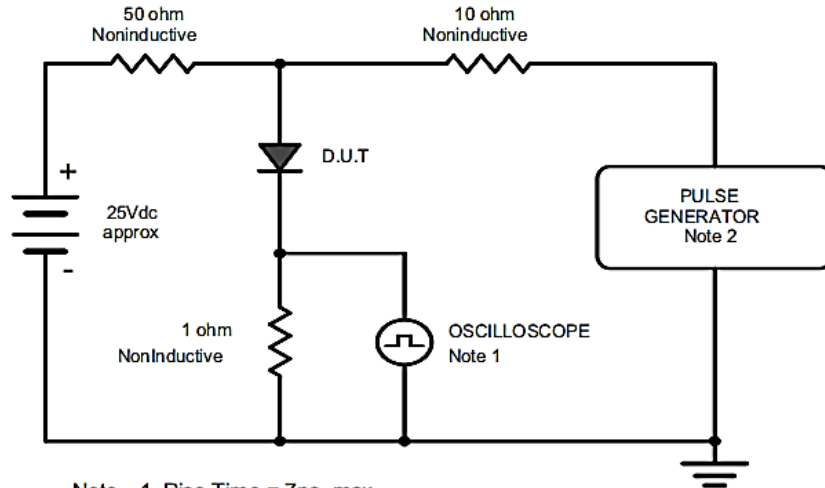 50 ohm
Noninductive
10 ohm
Noninductive
+
D.U.T
25Vdc
approx
-
PULSE
GENERATOR
Note 2
1 ohm
NonInductive
OSCILLOSCOPE
Note 1